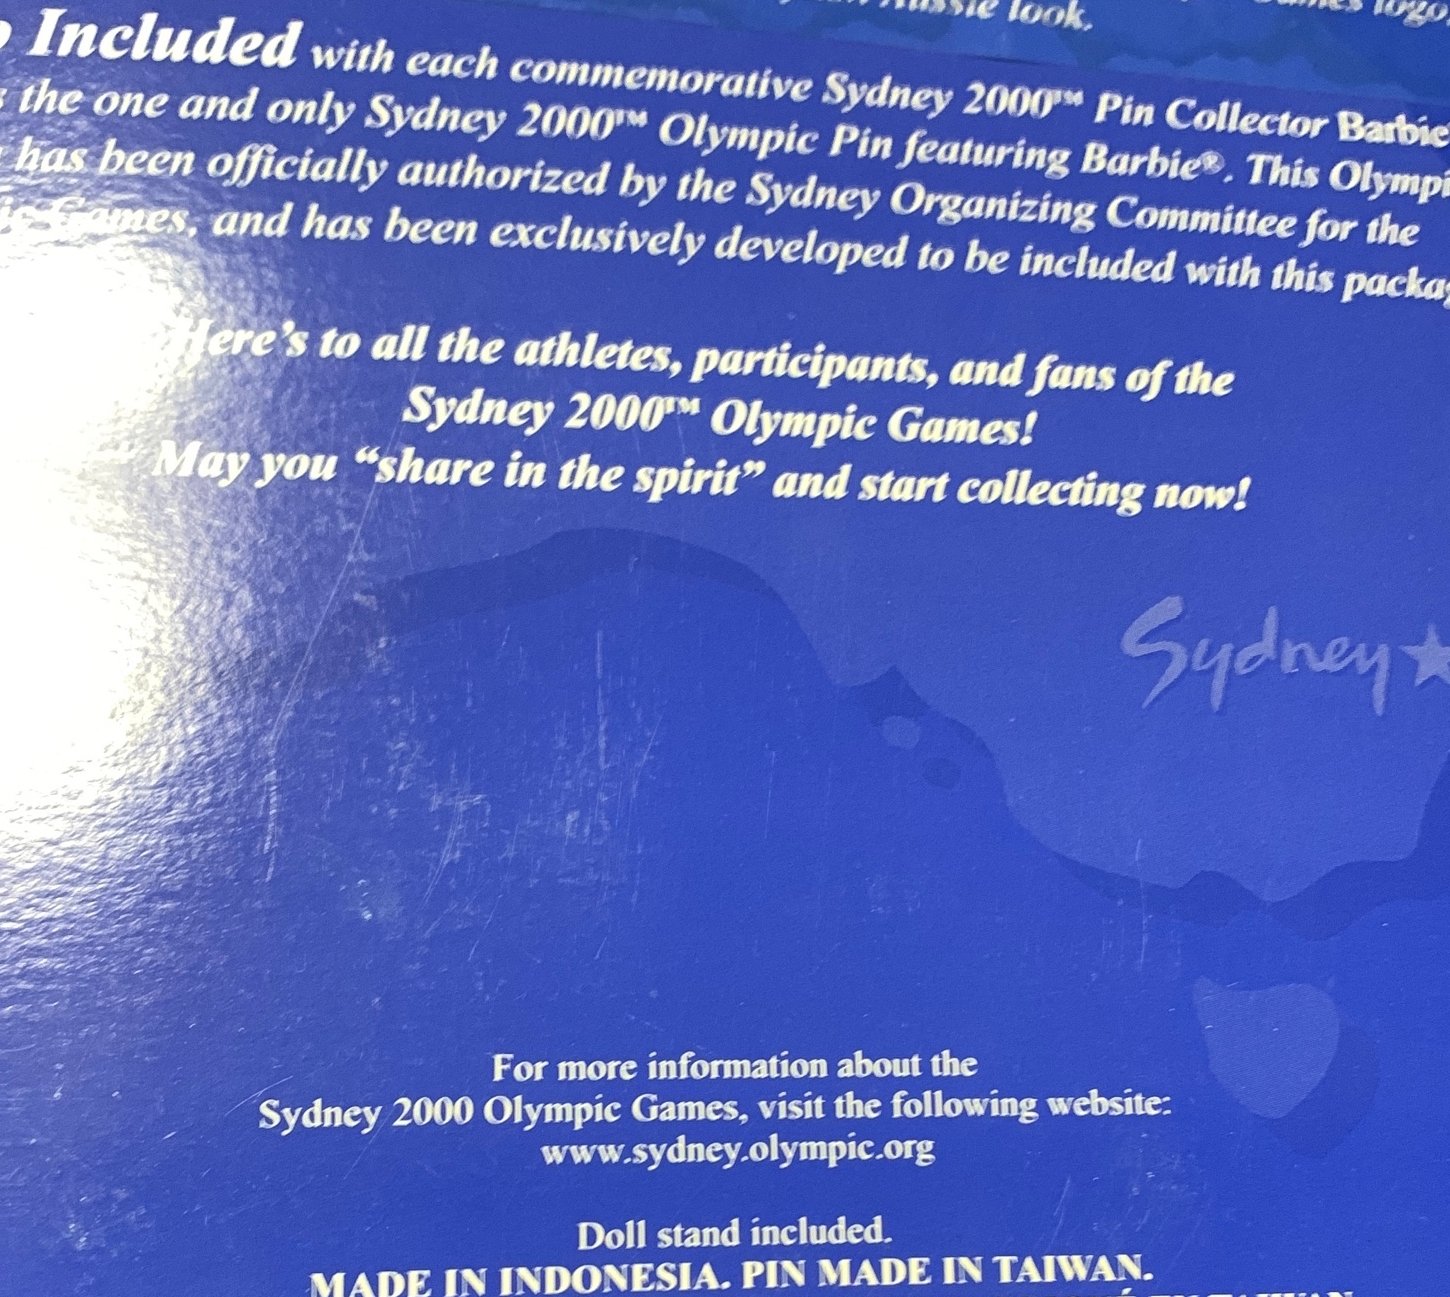 Aussie look.
logo
Included with each commemorative Sydney 2000™ Pin Collector Barbie
the one and only Sydney 2000™ Olympic Pin featuring Barbie®. This Olympi
has been officially authorized by the Sydney Organizing Committee for the
Games, and has been exclusively developed to be included with this packa
Here's to all the athletes, participants, and fans of the
Sydney 2000™ Olympic Games!
May you “share in the spirit” and start collecting now!
Sydney
For more information about the
Sydney 2000 Olympic Games, visit the following website:
www.sydney.olympic.org
Doll stand included.
MADE IN INDONESIA. PIN MADE IN TAIWAN.